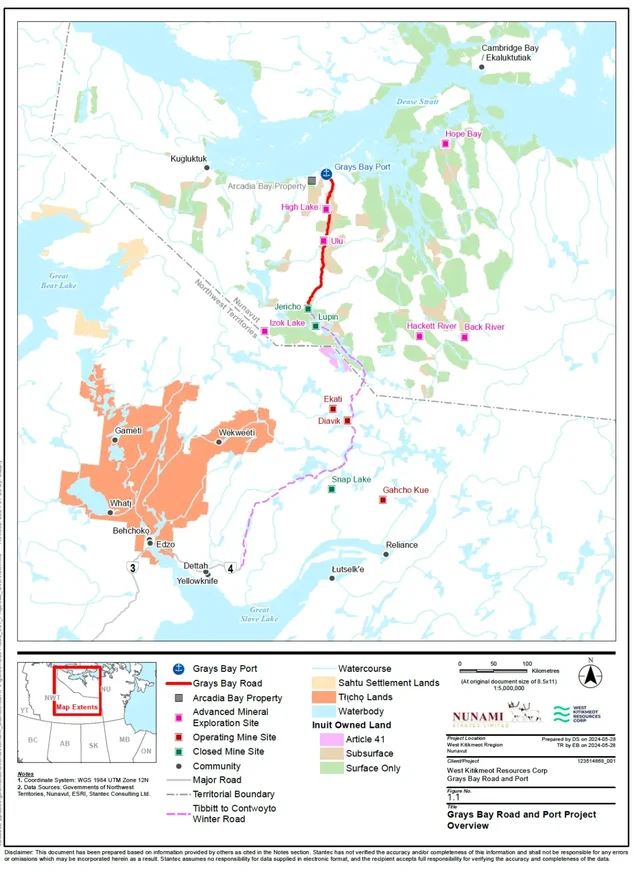 Cambridge Bay
/ Ekaluktutiak
Dease Strait
Hope Bay
Kugluktuk
Grays Bay Port
Arcadia Bay Property
High Lake
Ulu
Great
Bear Lake
Nunavut
Northwest Territories
Jericho
Lupin
Izok Lake
Hackett River
Back River
Ekati
Diavik
Gamètì
Wekweètì
Snap Lake
Gahcho Kue
Whatì
Behchoko
Edzo
Reliance
3
Dettah
4
Yellowknife
Łutselk'e
Great
Slave Lake
YT
NWT
NU
Map Extents
BC
AB
SK
MB
ON
Notes
1. Coordinate System: WGS 1984 UTM Zone 12N
2. Data Sources: Governments of Northwest
Territories, Nunavut, ESRI, Stantec Consulting Ltd.
Grays Bay Port
Grays Bay Road
Arcadia Bay Property
Advanced Mineral
Exploration Site
Operating Mine Site
Closed Mine Site
Community
Major Road
Territorial Boundary
Tibbitt to Contwoyto
Winter Road
Watercourse
Sahtu Settlement Lands
Tłįchǫ Lands
Waterbody
Inuit Owned Land
Article 41
Subsurface
Surface Only
0 50 100
Kilometres
(At original document size of 8.5x11)
1:5,000,000
N
NUNAMI
STANTEC LIMITED
WEST
KITIKMEOT
RESOURCES
CORP
Project Location
West Kitikmeot Rregion
Nunavut
Prepared by DS on 2024-05-28
TR by EB on 2024-05-28
Client/Project
123514868_001
West Kitikmeot Resources Corp
Grays Bay Road and Port
Figure No.
1.1
Title
Grays Bay Road and Port Project
Overview
Disclaimer: This document has been prepared based on information provided by others as cited in the Notes section. Stantec has not verified the accuracy and/or completeness of this information and shall not be responsible for any errors
or omissions which may be incorporated herein as a result. Stantec assumes no responsibility for data supplied in electronic format, and the recipient accepts full responsibility for verifying the accuracy and completeness of the data.